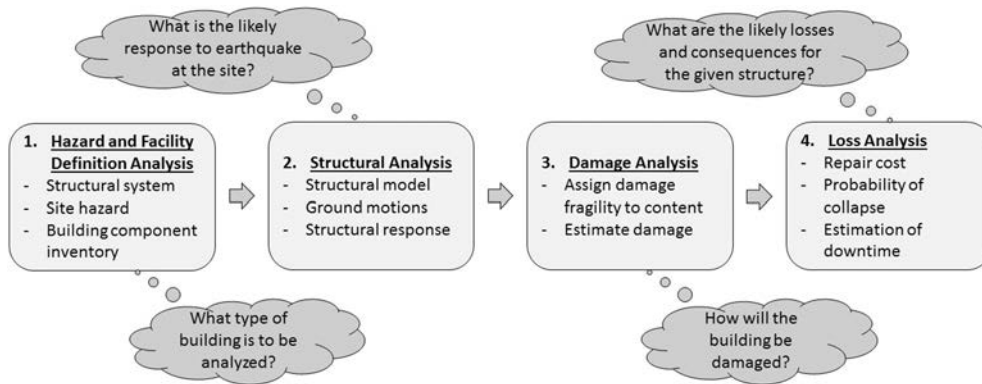 What is the likely
response to earthquake
at the site?
What are the likely losses
and consequences for
the given structure?
1. Hazard and Facility
Definition Analysis
- Structural system
- Site hazard
- Building component
inventory
2. Structural Analysis
- Structural model
- Ground motions
- Structural response
3. Damage Analysis
- Assign damage
fragility to content
- Estimate damage
4. Loss Analysis
- Repair cost
- Probability of
collapse
- Estimation of
downtime
What type of
building is to be
analyzed?
How will the
building be
damaged?